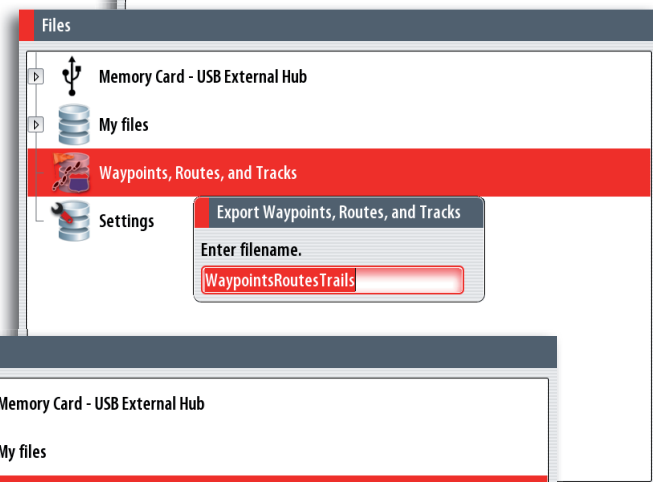 Files
Memory Card - USB External Hub
My files
Waypoints, Routes, and Tracks
Settings
Export Waypoints, Routes, and Tracks
Enter filename.
WaypointsRoutesTrails
Memory Card - USB External Hub
My files